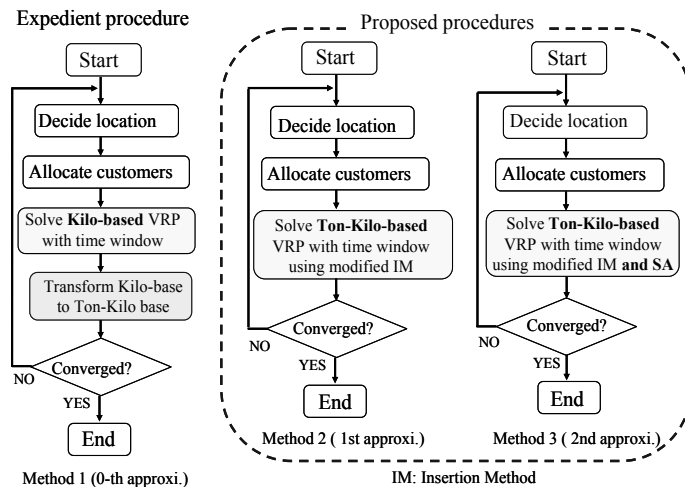 Expedient procedure
Start
Decide location
Allocate customers
Solve Kilo-based VRP
with time window
Transform Kilo-base
to Ton-Kilo base
Converged?
NO
YES
End
Method 1 (0-th approxi.)
Proposed procedures
Start
Decide location
Allocate customers
Solve Ton-Kilo-based
VRP with time window
using modified IM
Converged?
NO
YES
End
Method 2 ( 1st approxi.)
Start
Decide location
Allocate customers
Solve Ton-Kilo-based
VRP with time window
using modified IM and SA
Converged?
NO
YES
End
Method 3 ( 2nd approxi.)
IM: Insertion Method